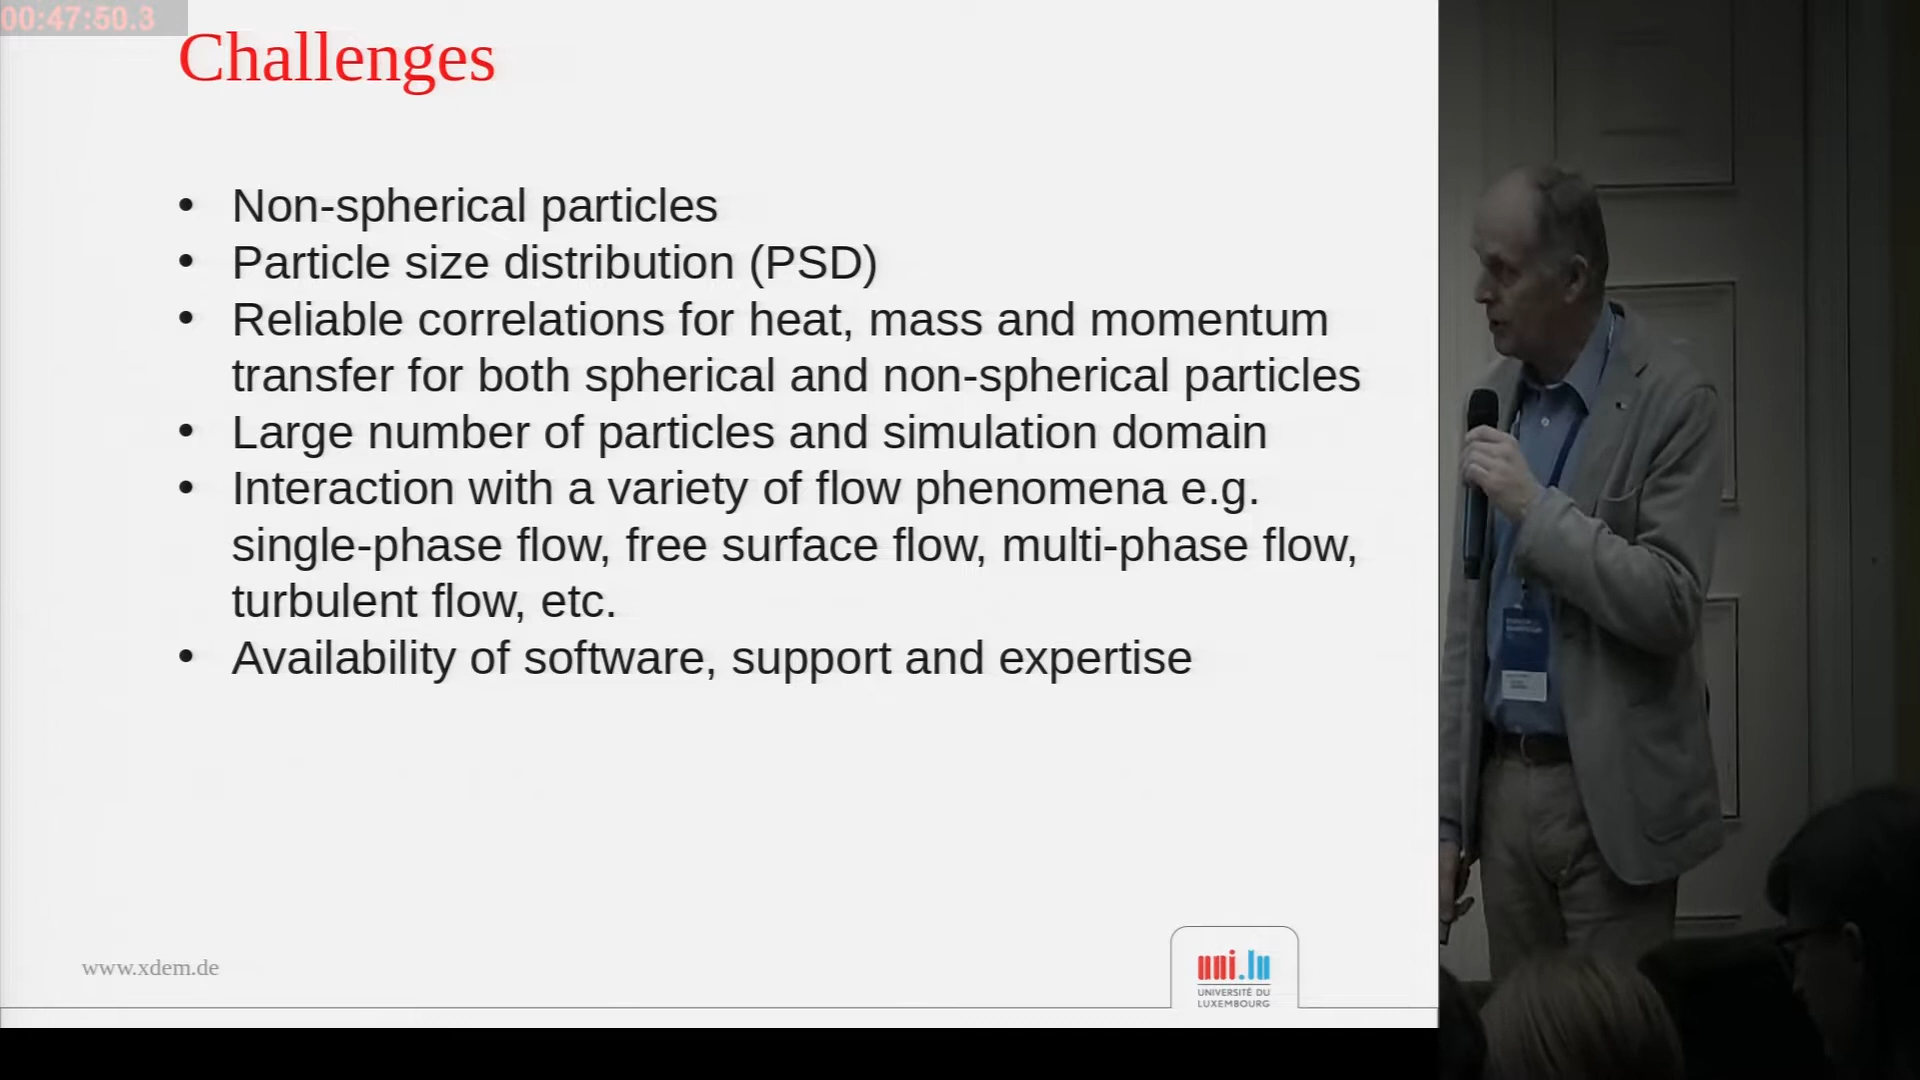 00:47:50.3
Challenges
• Non-spherical particles
• Particle size distribution (PSD)
• Reliable correlations for heat, mass and momentum
transfer for both spherical and non-spherical particles
• Large number of particles and simulation domain
• Interaction with a variety of flow phenomena e.g.
single-phase flow, free surface flow, multi-phase flow,
turbulent flow, etc.
• Availability of software, support and expertise
www.xdem.de
uni.lu
UNIVERSITÉ DU
LUXEMBOURG